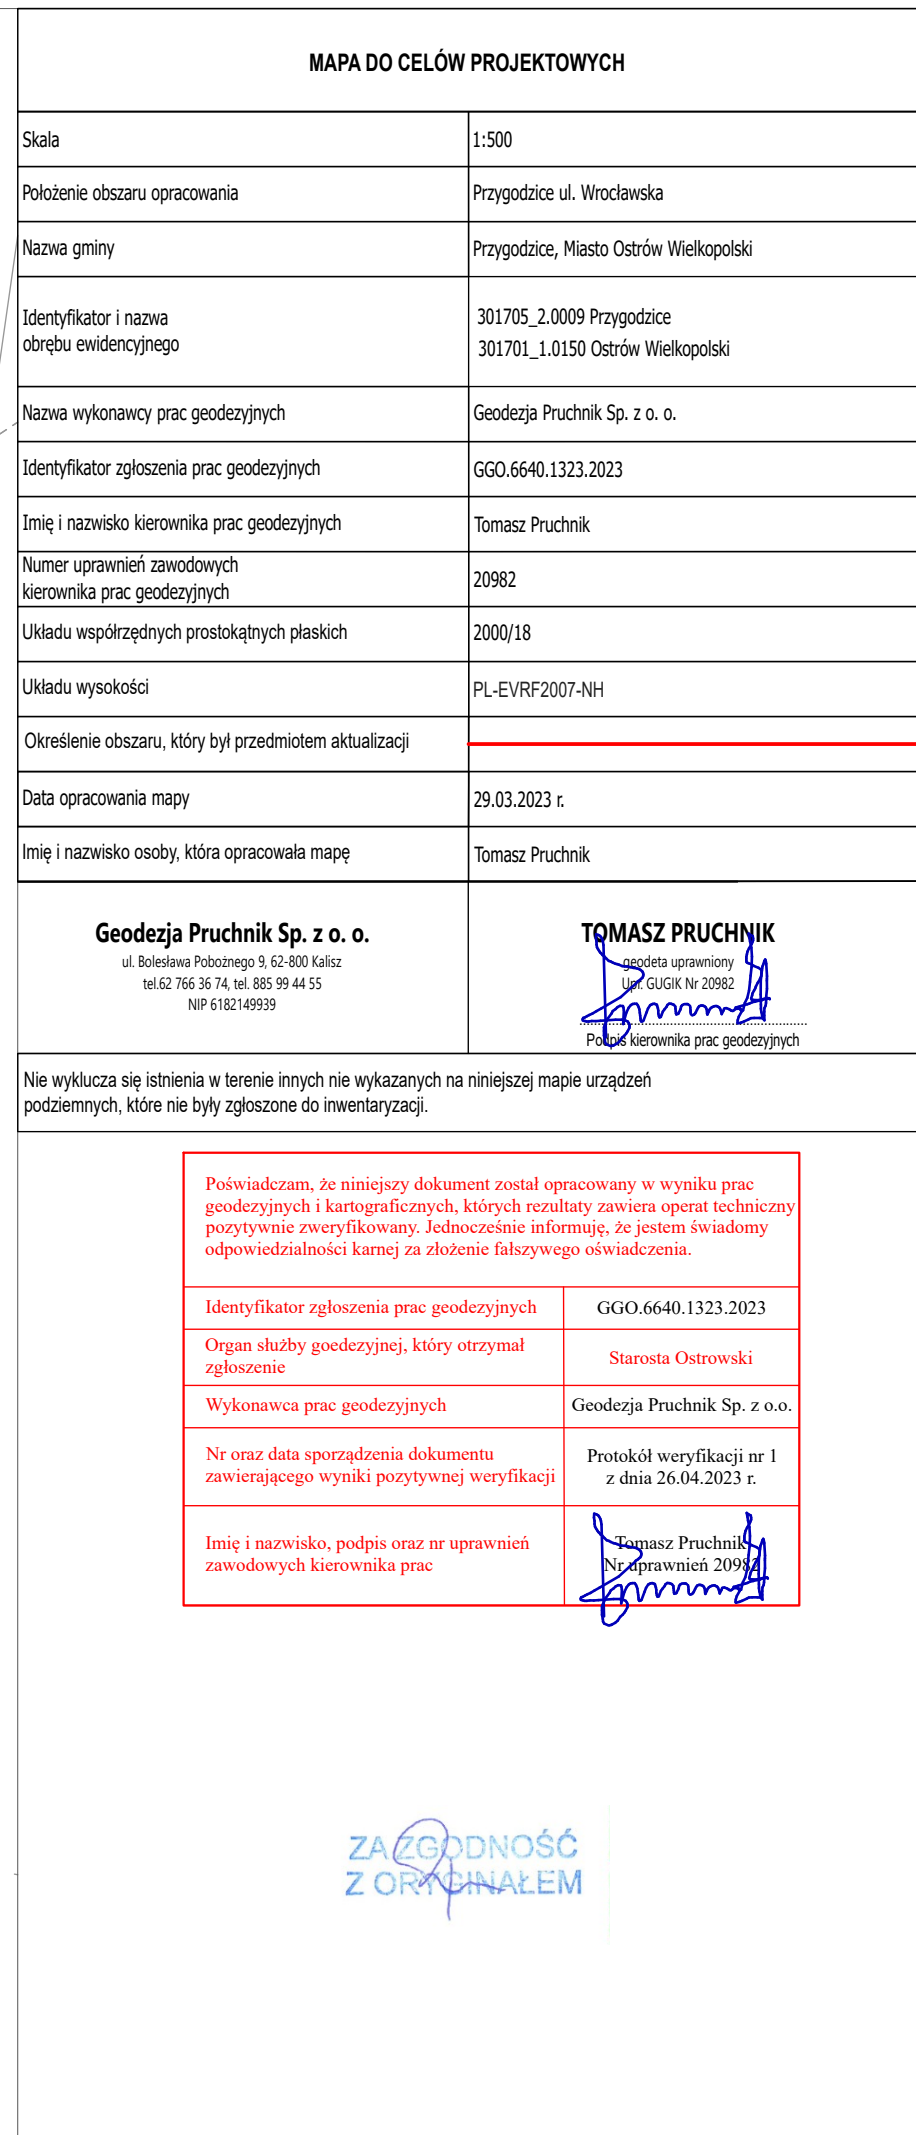 MAPA DO CELÓW PROJEKTOWYCH
Skala
1:500
Położenie obszaru opracowania
Przygodzice ul. Wrocławska
Nazwa gminy
Przygodzice, Miasto Ostrów Wielkopolski
Identyfikator i nazwa
obrębu ewidencyjnego
301705_2.0009 Przygodzice
301701_1.0150 Ostrów Wielkopolski
Nazwa wykonawcy prac geodezyjnych
Geodezja Pruchnik Sp. z o. o.
Identyfikator zgłoszenia prac geodezyjnych
GGO.6640.1323.2023
Imię i nazwisko kierownika prac geodezyjnych
Tomasz Pruchnik
Numer uprawnień zawodowych
kierownika prac geodezyjnych
20982
Układu współrzędnych prostokątnych płaskich
2000/18
Układu wysokości
PL-EVRF2007-NH
Określenie obszaru, który był przedmiotem aktualizacji
Data opracowania mapy
29.03.2023 r.
Imię i nazwisko osoby, która opracowała mapę
Tomasz Pruchnik
Geodezja Pruchnik Sp. z o. o.
ul. Bolesława Pobożnego 9, 62-800 Kalisz
tel.62 766 36 74, tel. 885 99 44 55
NIP 6182149939
TOMASZ PRUCHNIK
geodeta uprawniony
Upr. GUGIK Nr 20982
Podpis kierownika prac geodezyjnych
Nie wyklucza się istnienia w terenie innych nie wykazanych na niniejszej mapie urządzeń
podziemnych, które nie były zgłoszone do inwentaryzacji.
Poświadczam, że niniejszy dokument został opracowany w wyniku prac
geodezyjnych i kartograficznych, których rezultaty zawiera operat techniczny
pozytywnie zweryfikowany. Jednocześnie informuję, że jestem świadomy
odpowiedzialności karnej za złożenie fałszywego oświadczenia.
Identyfikator zgłoszenia prac geodezyjnych
GGO.6640.1323.2023
Organ służby goedezyjnej, który otrzymał
zgłoszenie
Starosta Ostrowski
Wykonawca prac geodezyjnych
Geodezja Pruchnik Sp. z o.o.
Nr oraz data sporządzenia dokumentu
zawierającego wyniki pozytywnej weryfikacji
Protokół weryfikacji nr 1
z dnia 26.04.2023 r.
Imię i nazwisko, podpis oraz nr uprawnień
zawodowych kierownika prac
Tomasz Pruchnik
Nr uprawnień 20982
ZA ZGODNOŚĆ
Z ORYGINAŁEM